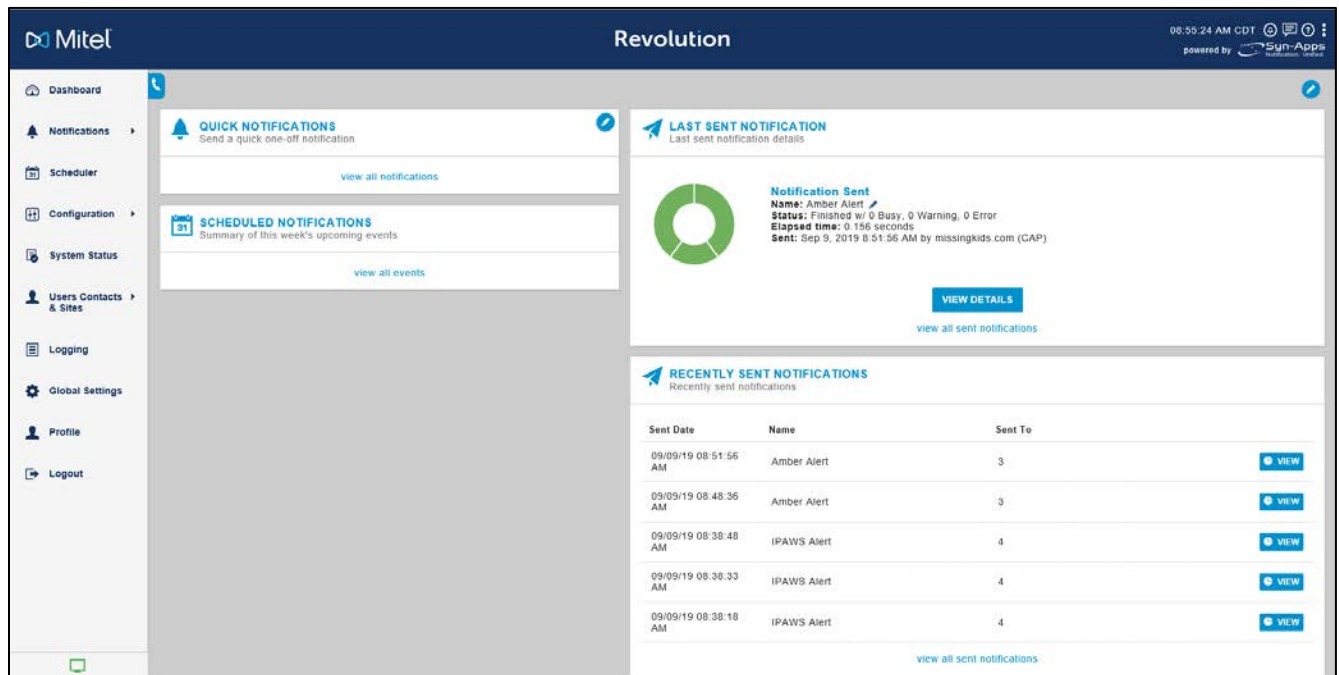 Mitel
Revolution
08:55:24 AM CDT
powered by Syn-Apps
Dashboard
Notifications
Scheduler
Configuration
System Status
Users Contacts
& Sites
Logging
Global Settings
Profile
Logout
QUICK NOTIFICATIONS
Send a quick one-off notification
view all notifications
31 SCHEDULED NOTIFICATIONS
Summary of this week's upcoming events
view all events
LAST SENT NOTIFICATION
Last sent notification details
Notification Sent
Name: Amber Alert
Status: Finished w/ 0 Busy, 0 Warning, 0 Error
Elapsed time: 0.156 seconds
Sent: Sep 9, 2019 8:51:56 AM by missingkids.com (CAP)
VIEW DETAILS
view all sent notifications
RECENTLY SENT NOTIFICATIONS
Recently sent notifications
Sent Date Name Sent To
09/09/19 08:51:56
AM Amber Alert 3 VIEW
09/09/19 08:48:36
AM Amber Alert 3 VIEW
09/09/19 08:38:48
AM IPAWS Alert 4 VIEW
09/09/19 08:38:33
AM IPAWS Alert 4 VIEW
09/09/19 08:38:18
AM IPAWS Alert 4 VIEW
view all sent notifications